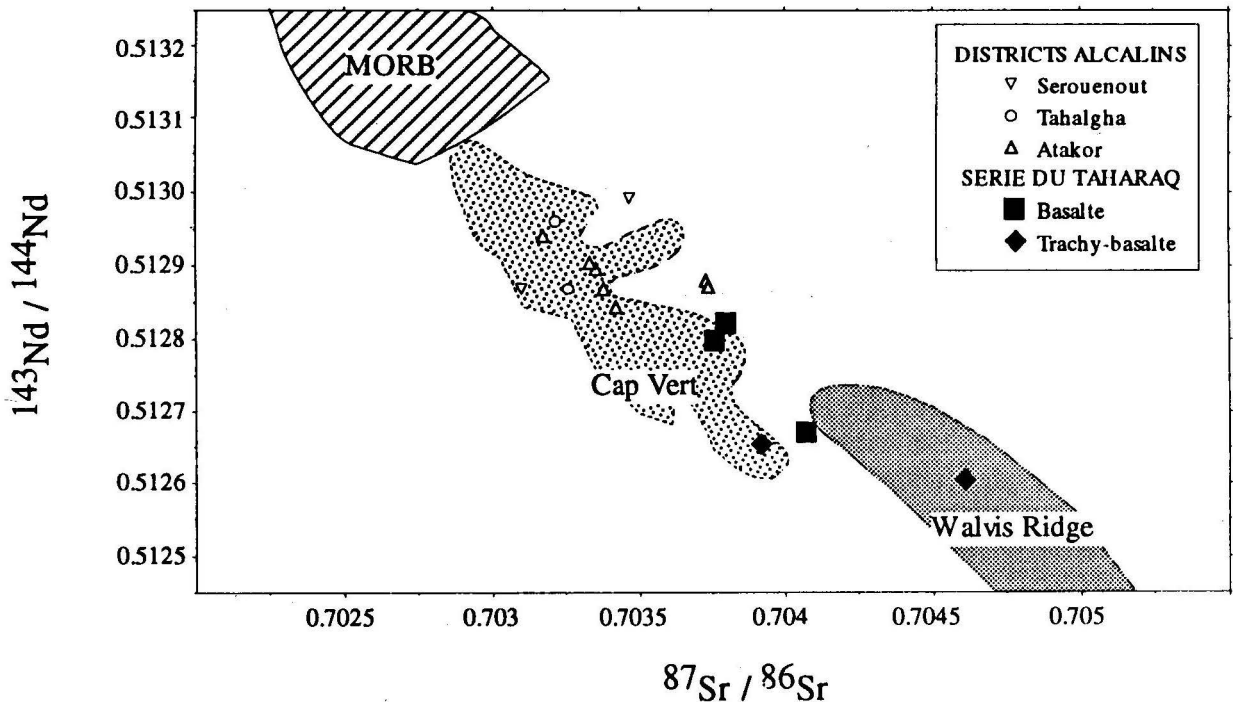 143Nd / 144Nd
0.5132
0.5131
0.5130
0.5129
0.5128
0.5127
0.5126
0.5125
MORB
Cap Vert
Walvis Ridge
DISTRICTS ALCALINS
Serouenout
Tahalgha
Atakor
SERIE DU TAHARAQ
Basalte
Trachy-basalte
0.7025
0.703
0.7035
0.704
0.7045
0.705
87Sr / 86Sr